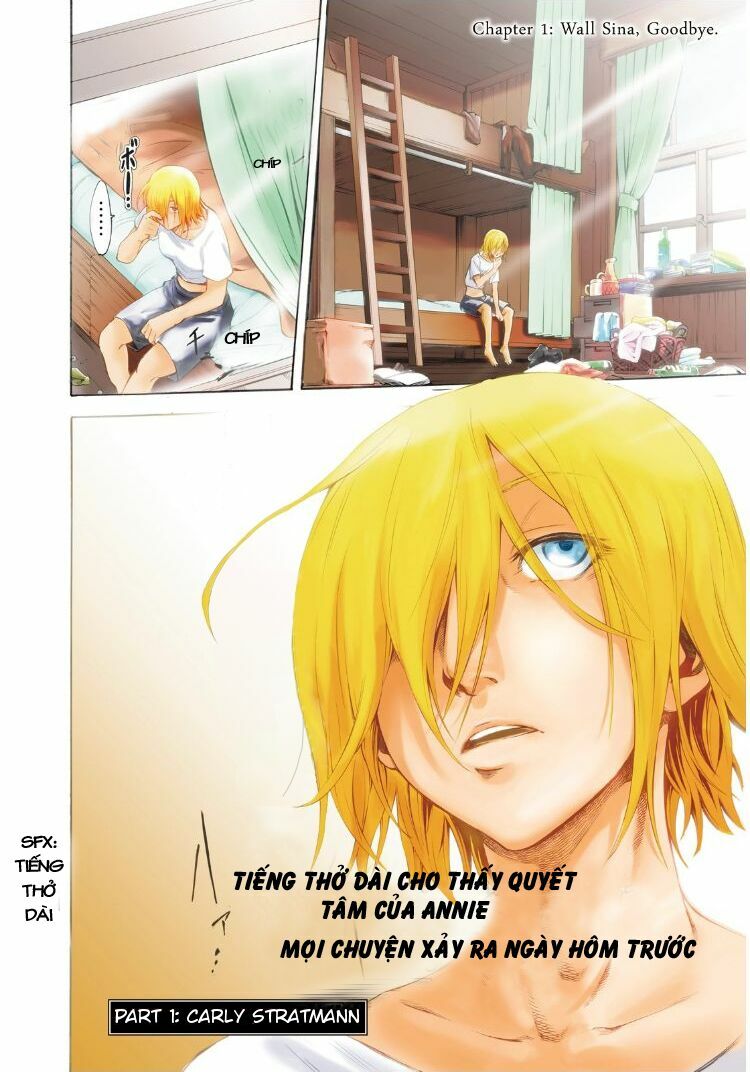 Chapter 1: Wall Sina, Goodbye.
CHÍP
ボー…
……
チ
CHÍP
SFX:
TIẾNG
THỞ
DÀI
ハァ…
TIẾNG THỞ DÀI CHO THẤY QUYẾT
TÂM CỦA ANNIE
MỌI CHUYỆN XẢY RA NGÀY HÔM TRƯỚC
PART 1: CARLY STRATMANN